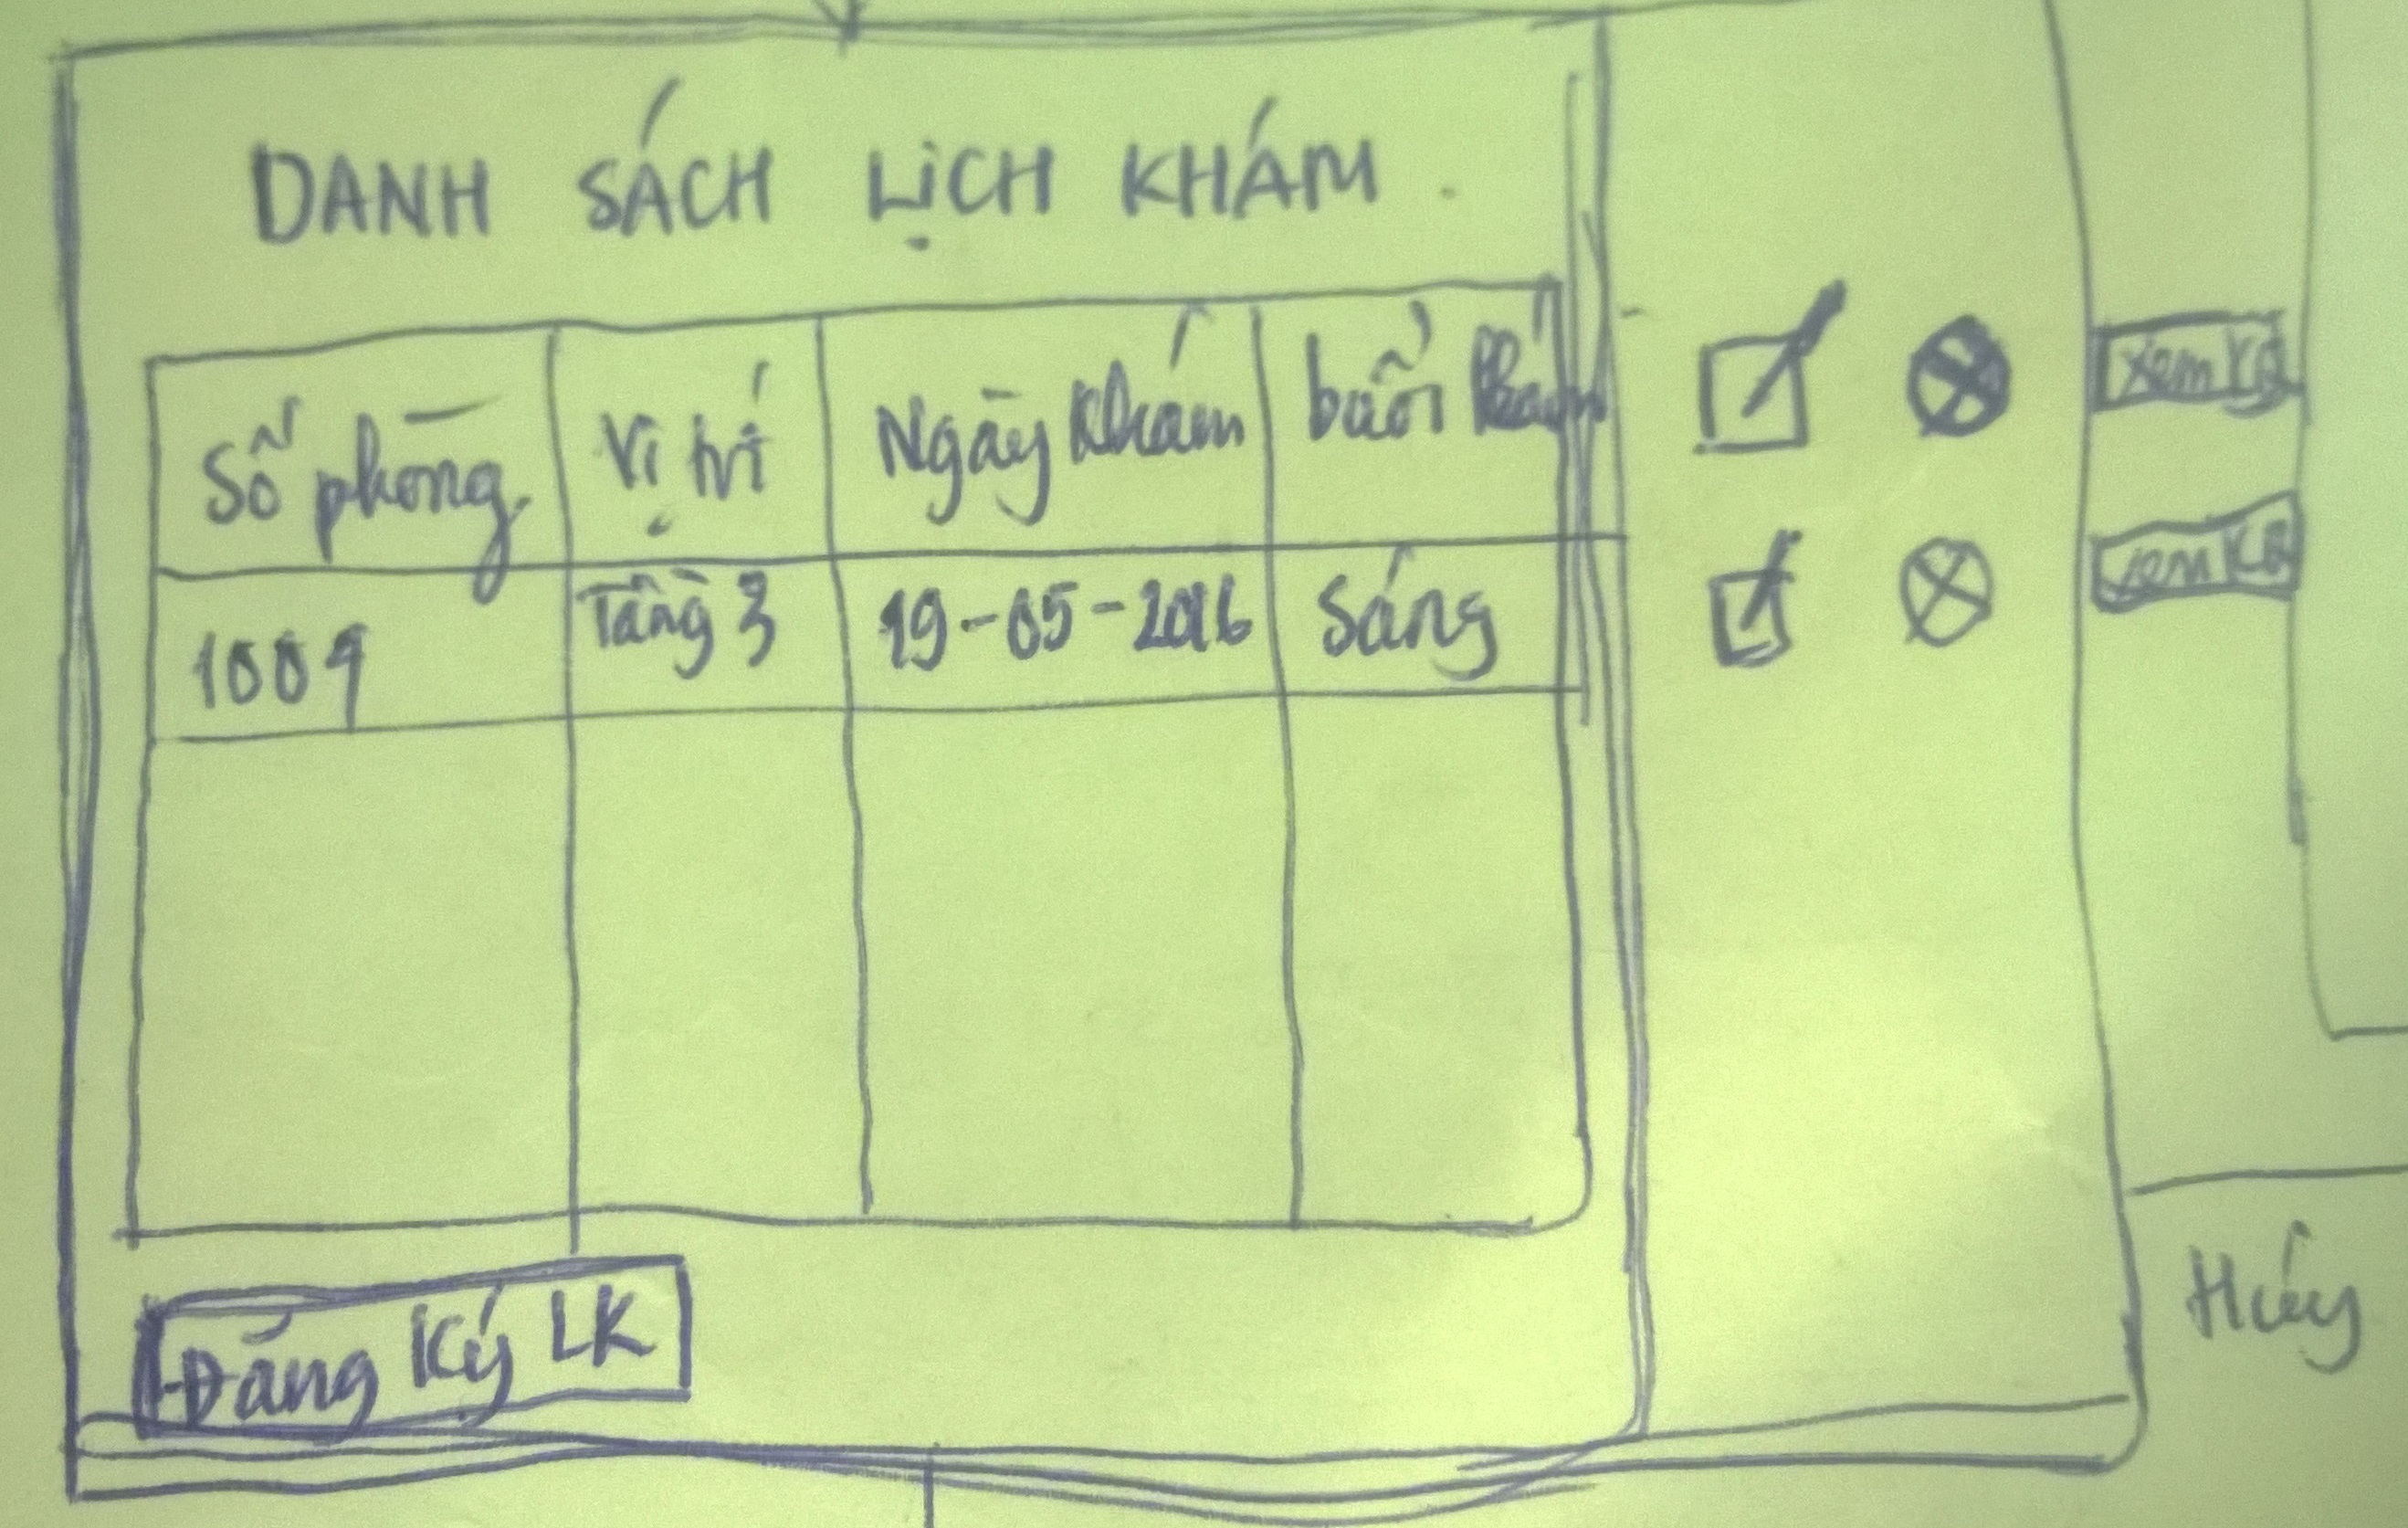 DANH SÁCH LỊCH KHÁM.
Số phòng Vị trí Ngày Khám buổi khám
xem KQ
1009 Tầng 3 19-05-2016 Sáng
xem KQ
Đăng Ký LK
Hủy